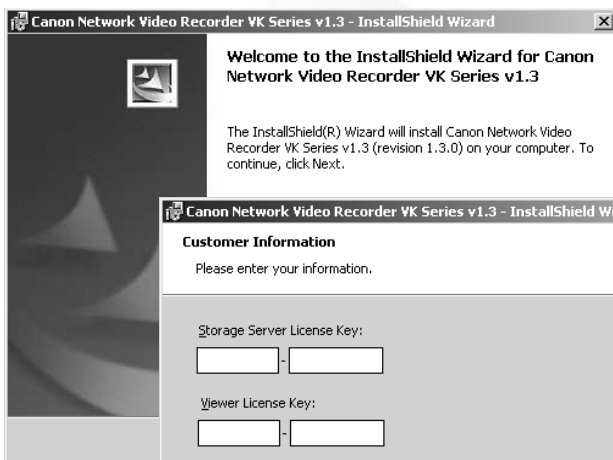 Canon Network Video Recorder VK Series v1.3 - InstallShield Wizard
Welcome to the InstallShield Wizard for Canon
Network Video Recorder VK Series v1.3
The InstallShield(R) Wizard will install Canon Network Video
Recorder VK Series v1.3 (revision 1.3.0) on your computer. To
continue, click Next.
Canon Network Video Recorder VK Series v1.3 - InstallShield Wi
Customer Information
Please enter your information.
Storage Server License Key:
-
Viewer License Key:
-